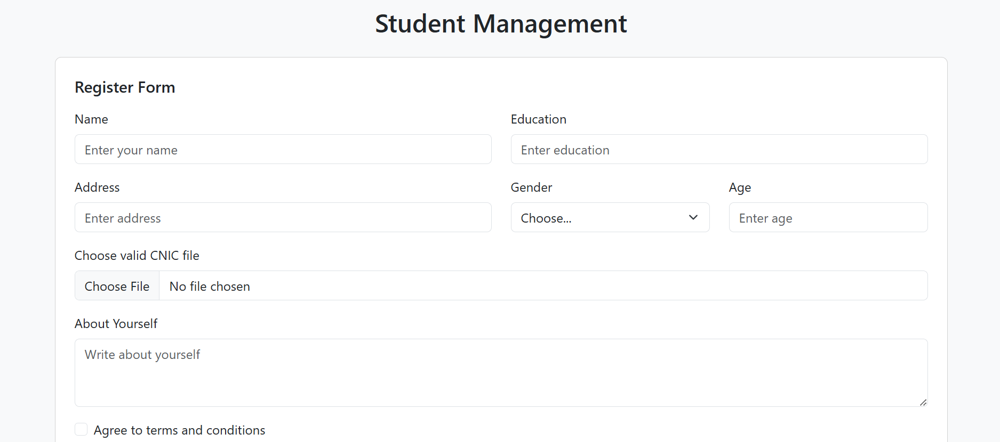 Student Management
Register Form
Name
Education
Enter your name
Enter education
Address
Gender
Age
Enter address
Choose...
Enter age
Choose valid CNIC file
Choose File
No file chosen
About Yourself
Write about yourself
Agree to terms and conditions